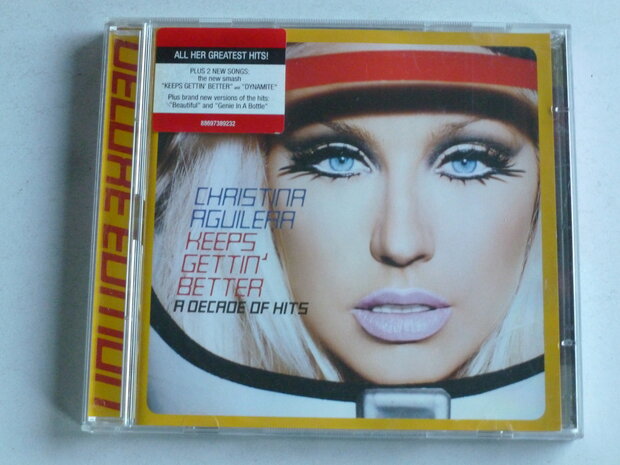 ALL HER GREATEST HITS!
PLUS 2 NEW SONGS:
the new smash
"KEEPS GETTIN' BETTER" and "DYNAMITE"
Plus brand new versions of the hits:
"Beautiful" and "Genie In A Bottle"
88697389232
CHRISTINA
AGUILERA
KEEPS
GETTIN'
BETTER
A DECADE OF HITS
DELUXE EDITION